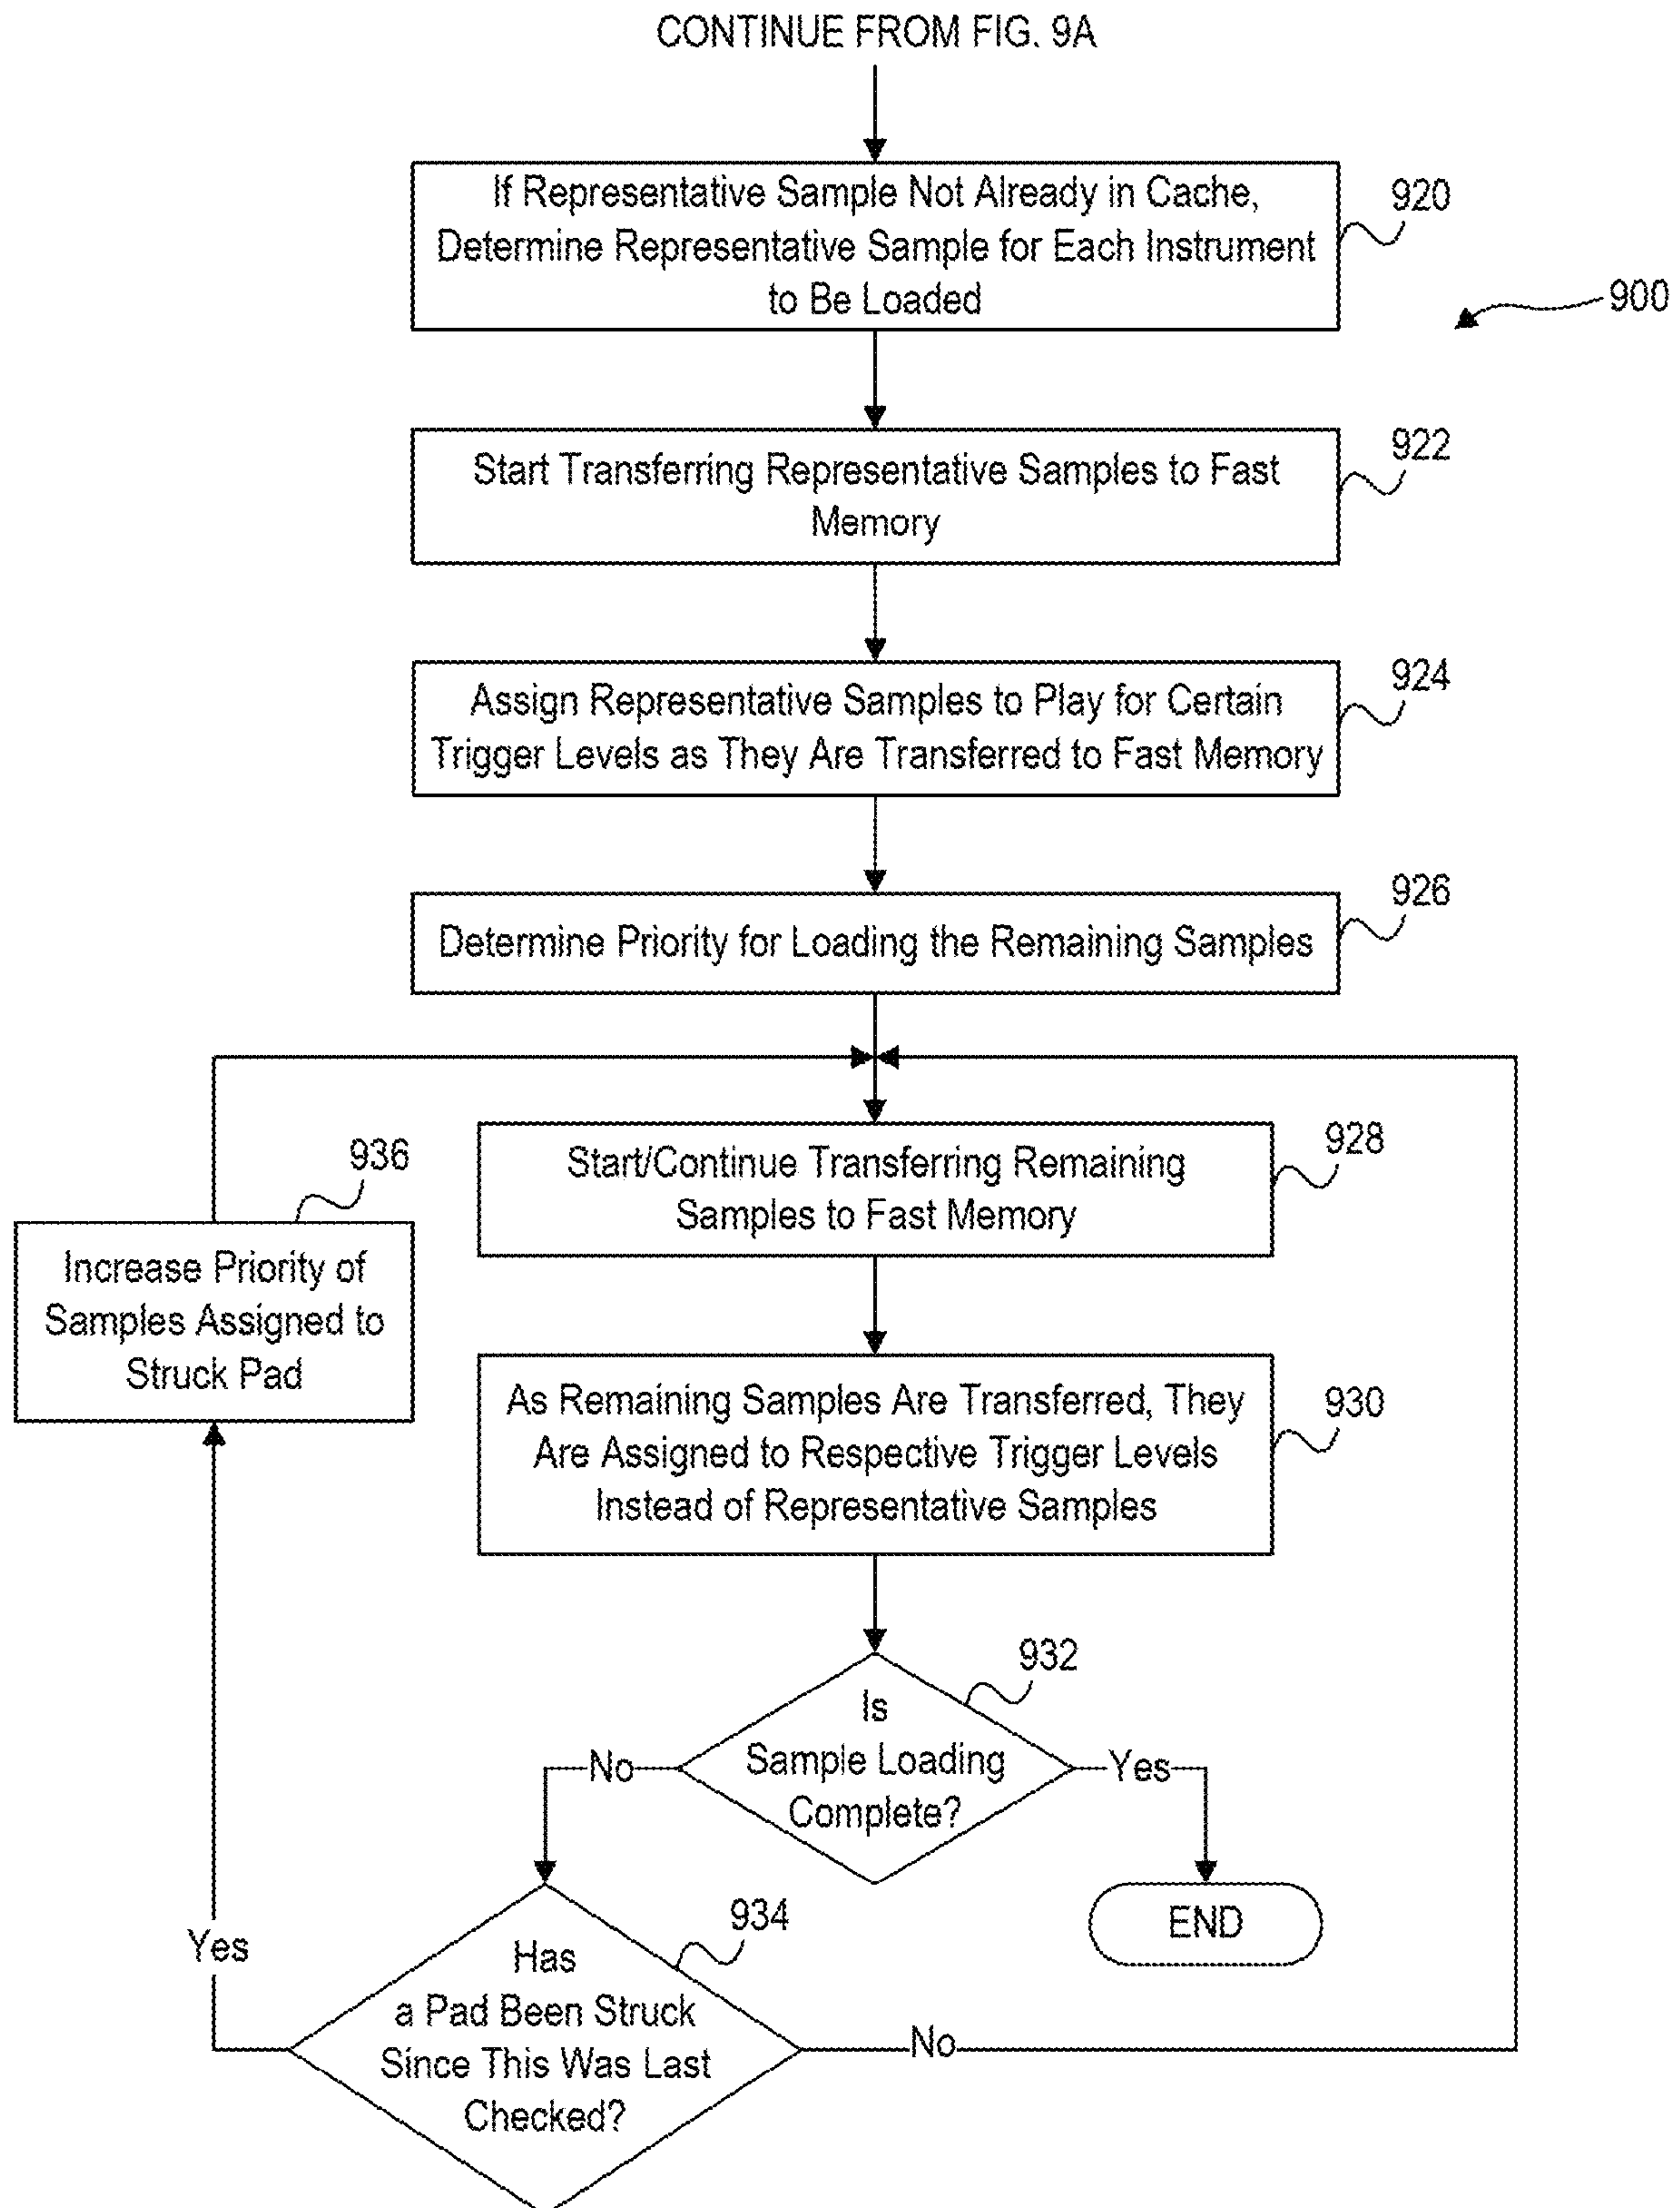 CONTINUE FROM FIG. 9A
If Representative Sample Not Already in Cache,
Determine Representative Sample for Each Instrument
to Be Loaded
920
900
Start Transferring Representative Samples to Fast
Memory
922
Assign Representative Samples to Play for Certain
Trigger Levels as They Are Transferred to Fast Memory
924
Determine Priority for Loading the Remaining Samples
926
Start/Continue Transferring Remaining
Samples to Fast Memory
928
936
Increase Priority of
Samples Assigned to
Struck Pad
As Remaining Samples Are Transferred, They
Are Assigned to Respective Trigger Levels
Instead of Representative Samples
930
Is
Sample Loading
Complete?
932
No
Yes
END
Has
a Pad Been Struck
Since This Was Last
Checked?
934
Yes
No